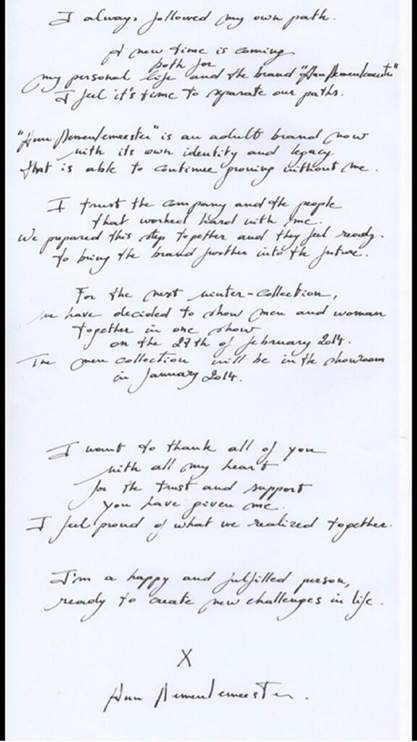 I always followed my own path.
A new time is coming
both for
my personal life and the brand "Ann Demeulemeester"
I feel it's time to separate our paths.
"Ann Demeulemeester" is an adult brand now
with its own identity and legacy
that is able to continue growing without me.
I trust the company and the people
that worked hard with me.
We prepared this step together and they feel ready.
to bring the brand further into the future.
For the next winter-collection,
we have decided to show men and woman
together in one show
on the 27th of february 2014.
The men collection will be in the showroom
in January 2014.
I want to thank all of you
with all my heart
for the trust and support
you have given me.
I feel proud of what we realized together.
I'm a happy and fulfilled person,
ready to create new challenges in life.
X
Ann Demeulemeester.